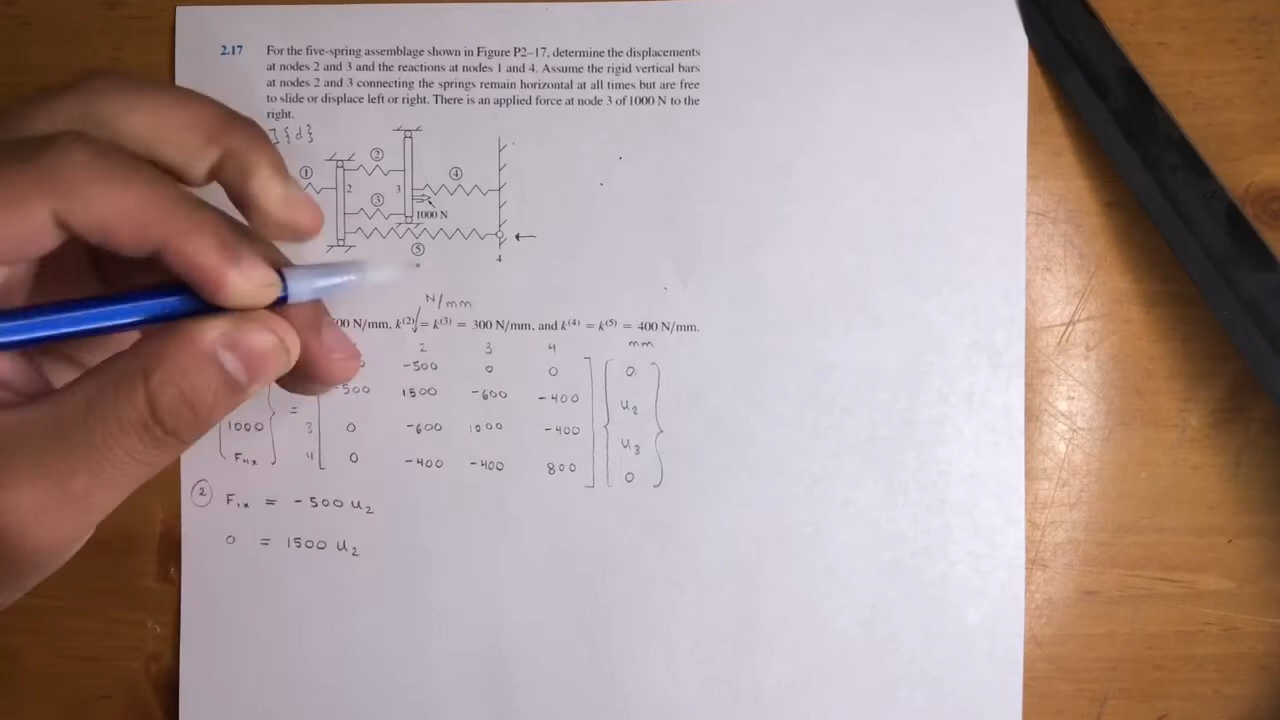 2.17 For the five-spring assemblage shown in Figure P2–17, determine the displacements
at nodes 2 and 3 and the reactions at nodes 1 and 4. Assume the rigid vertical bars
at nodes 2 and 3 connecting the springs remain horizontal at all times but are free
to slide or displace left or right. There is an applied force at node 3 of 1000 N to the
right.
]{d}
②
① ④
2 3
③
1000 N
⑤
4
N/mm
00 N/mm, k(2) = k(3) = 300 N/mm, and k(4) = k(5) = 400 N/mm.
2 3 4 mm
-500 0 0 0
-500 1500 -600 -400 u2
1000 = 3 0 -600 1000 -400 u3
F4x 4 0 -400 -400 800 0
② F1x = -500 u2
0 = 1500 u2